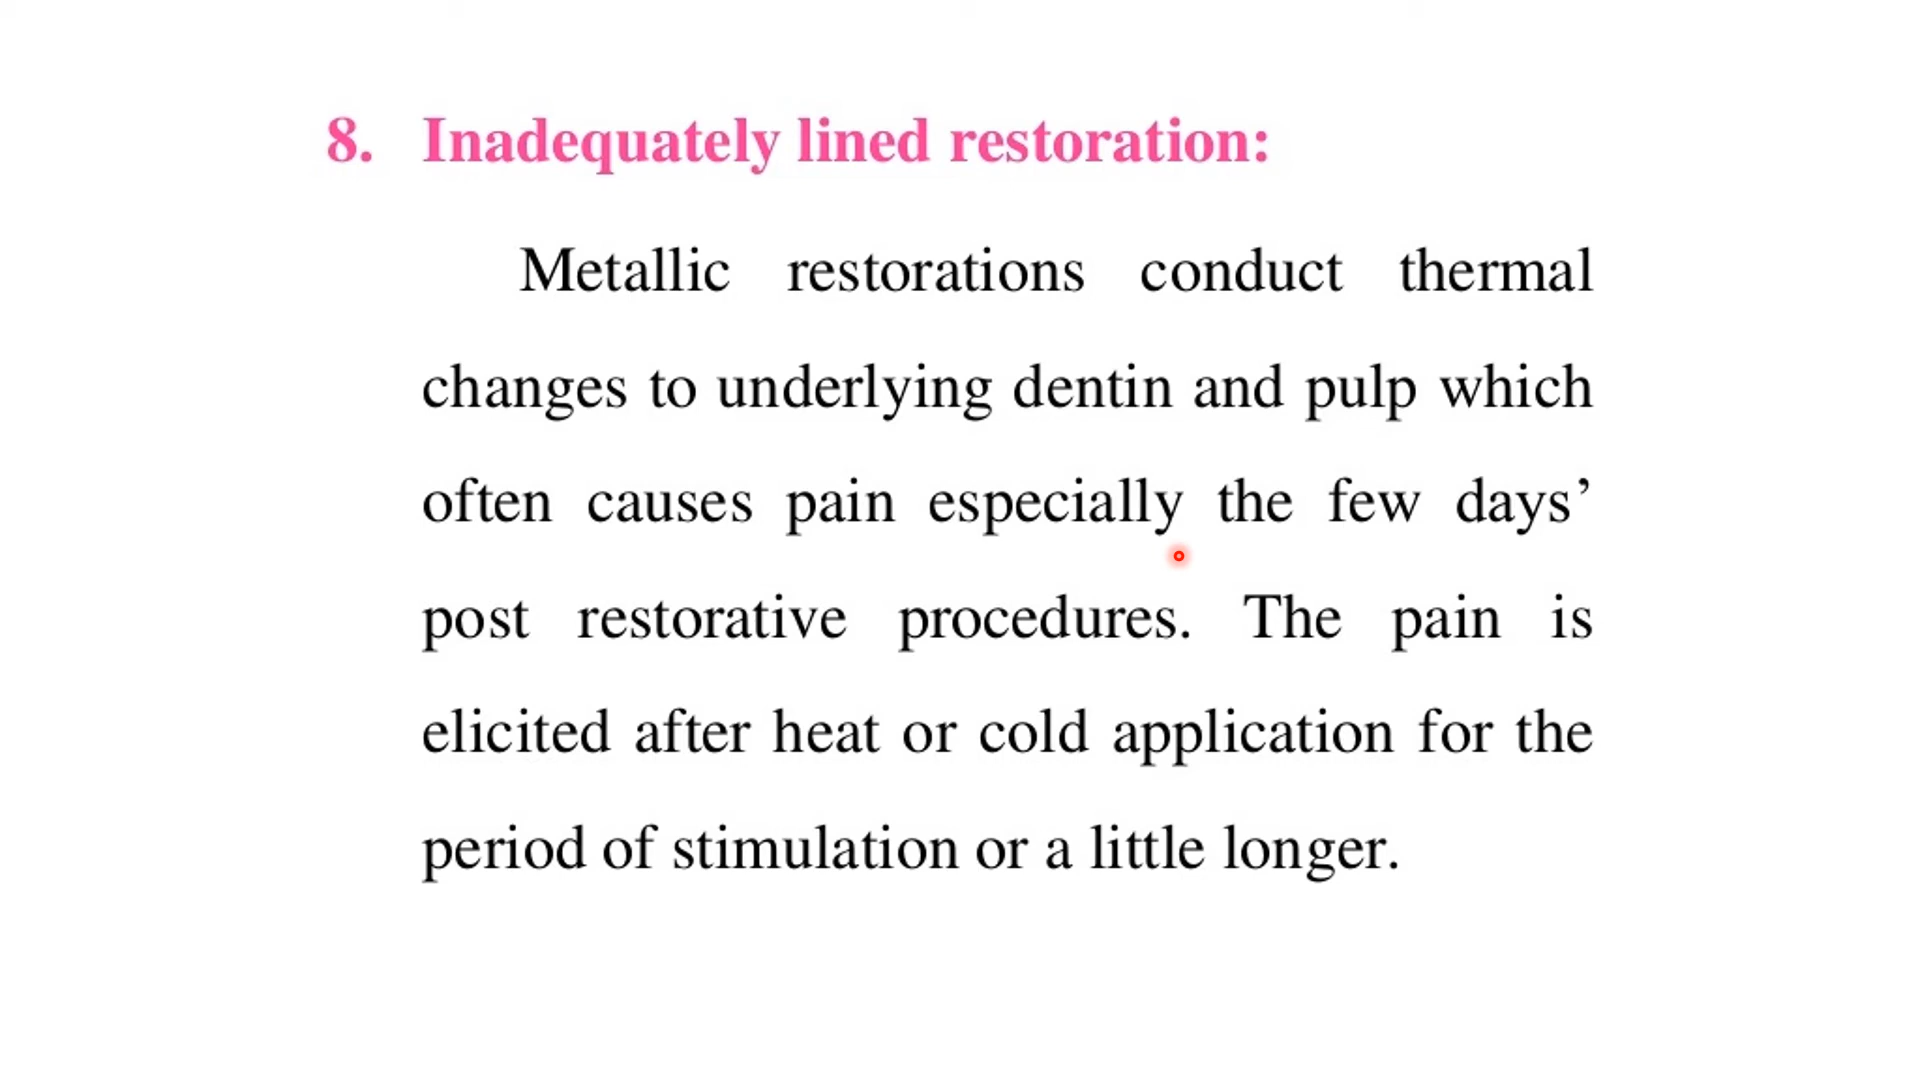 8. Inadequately lined restoration:
Metallic restorations conduct thermal
changes to underlying dentin and pulp which
often causes pain especially the few days’
post restorative procedures. The pain is
elicited after heat or cold application for the
period of stimulation or a little longer.